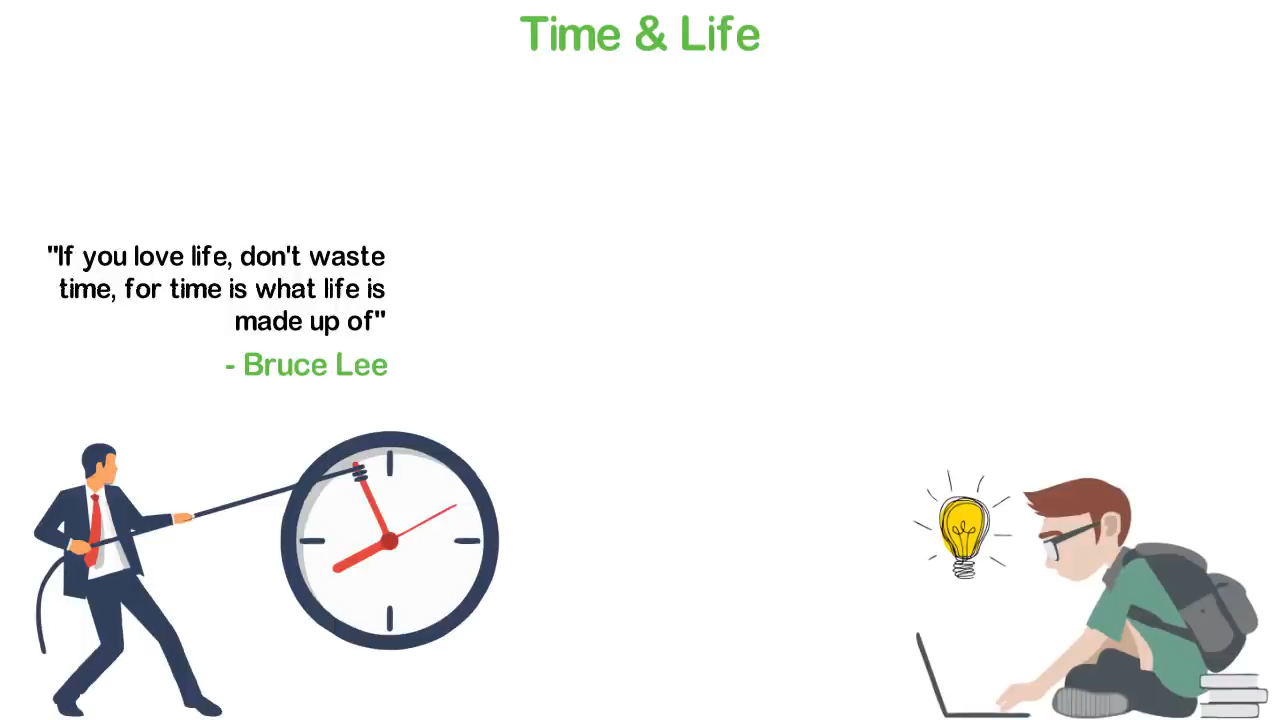 Time & Life
"If you love life, don't waste
time, for time is what life is
made up of"
- Bruce Lee